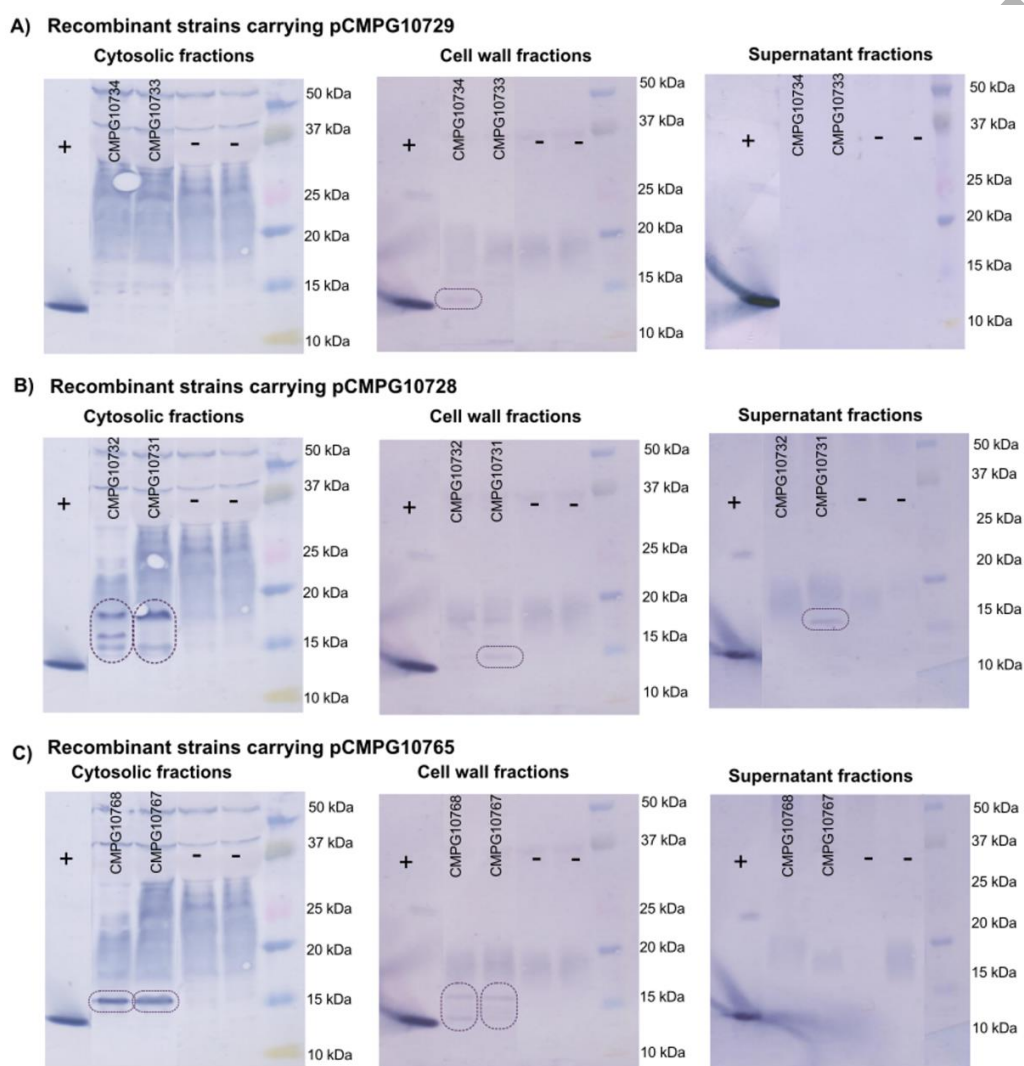 A) Recombinant strains carrying pCMPG10729
Cytosolic fractions
Cell wall fractions
Supernatant fractions
+
CMPG10734
CMPG10733
-
-
50 kDa
37 kDa
25 kDa
20 kDa
15 kDa
10 kDa
+
CMPG10734
CMPG10733
-
-
50 kDa
37 kDa
25 kDa
20 kDa
15 kDa
10 kDa
+
CMPG10734
CMPG10733
-
-
50 kDa
37 kDa
25 kDa
20 kDa
15 kDa
10 kDa
B) Recombinant strains carrying pCMPG10728
Cytosolic fractions
Cell wall fractions
Supernatant fractions
+
CMPG10732
CMPG10731
-
-
50 kDa
37 kDa
25 kDa
20 kDa
15 kDa
10 kDa
+
CMPG10732
CMPG10731
-
-
50 kDa
37 kDa
25 kDa
20 kDa
15 kDa
10 kDa
+
CMPG10732
CMPG10731
-
-
50 kDa
37 kDa
25 kDa
20 kDa
15 kDa
10 kDa
C) Recombinant strains carrying pCMPG10765
Cytosolic fractions
Cell wall fractions
Supernatant fractions
+
CMPG10768
CMPG10767
-
-
50 kDa
37 kDa
25 kDa
20 kDa
15 kDa
10 kDa
+
CMPG10768
CMPG10767
-
-
50 kDa
37 kDa
25 kDa
20 kDa
15 kDa
10 kDa
+
CMPG10768
CMPG10767
-
-
50 kDa
37 kDa
25 kDa
20 kDa
15 kDa
10 kDa